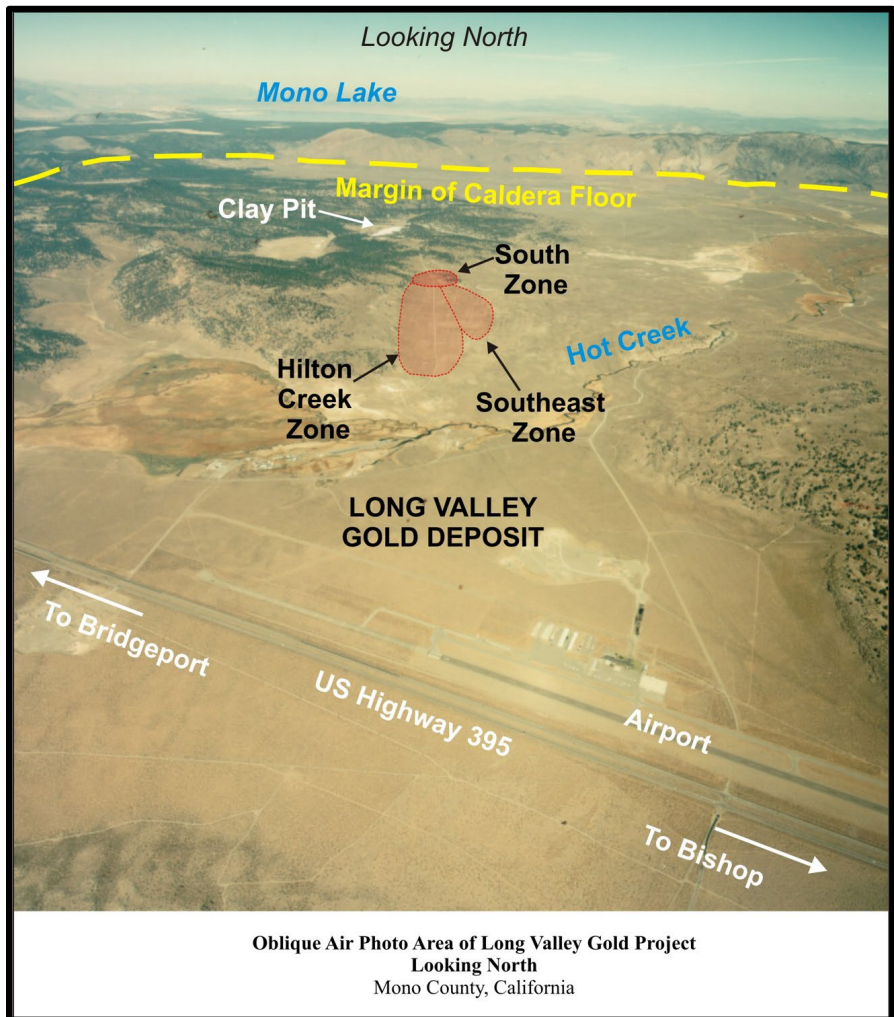 Looking North
Mono Lake
Margin of Caldera Floor
Clay Pit
South
Zone
Hot Creek
Hilton
Creek
Zone
Southeast
Zone
LONG VALLEY
GOLD DEPOSIT
To Bridgeport
US Highway 395
Airport
To Bishop
Oblique Air Photo Area of Long Valley Gold Project
Looking North
Mono County, California